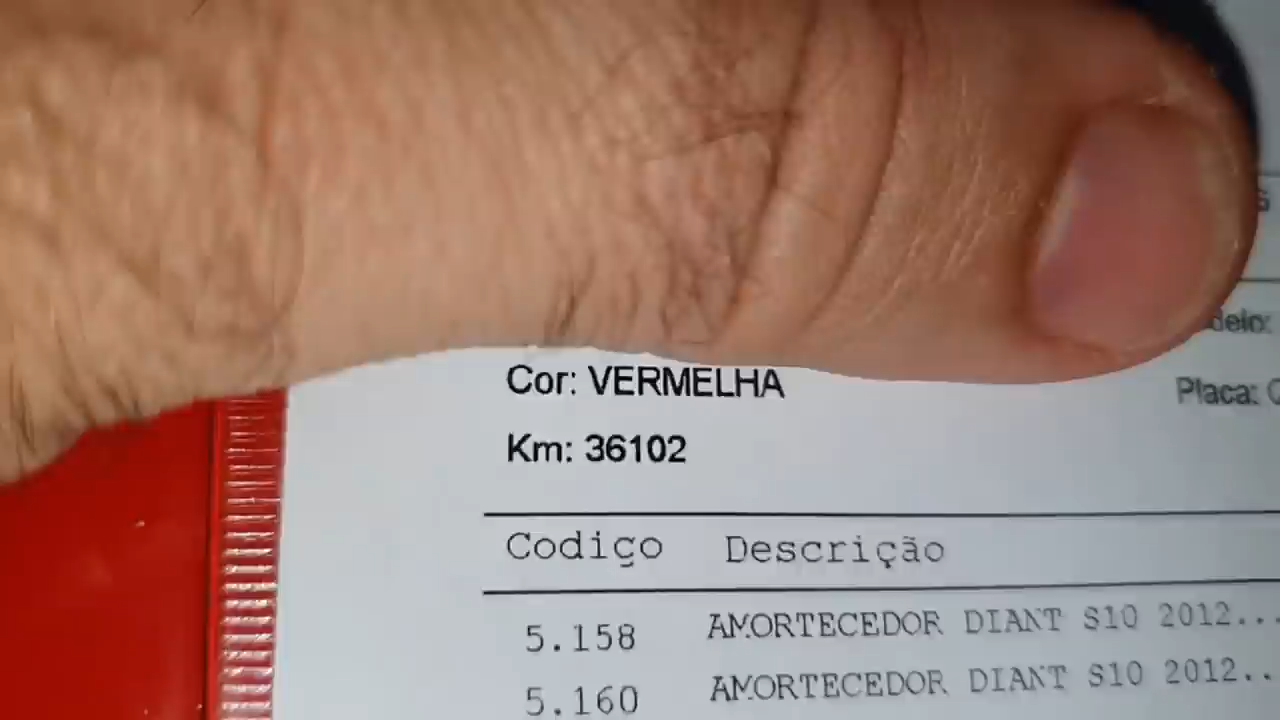 Cor: VERMELHA
Placa:
Km: 36102
Codigo Descrição
5.158 AMORTECEDOR DIANT S10 2012...
5.160 AMORTECEDOR DIANT S10 2012..